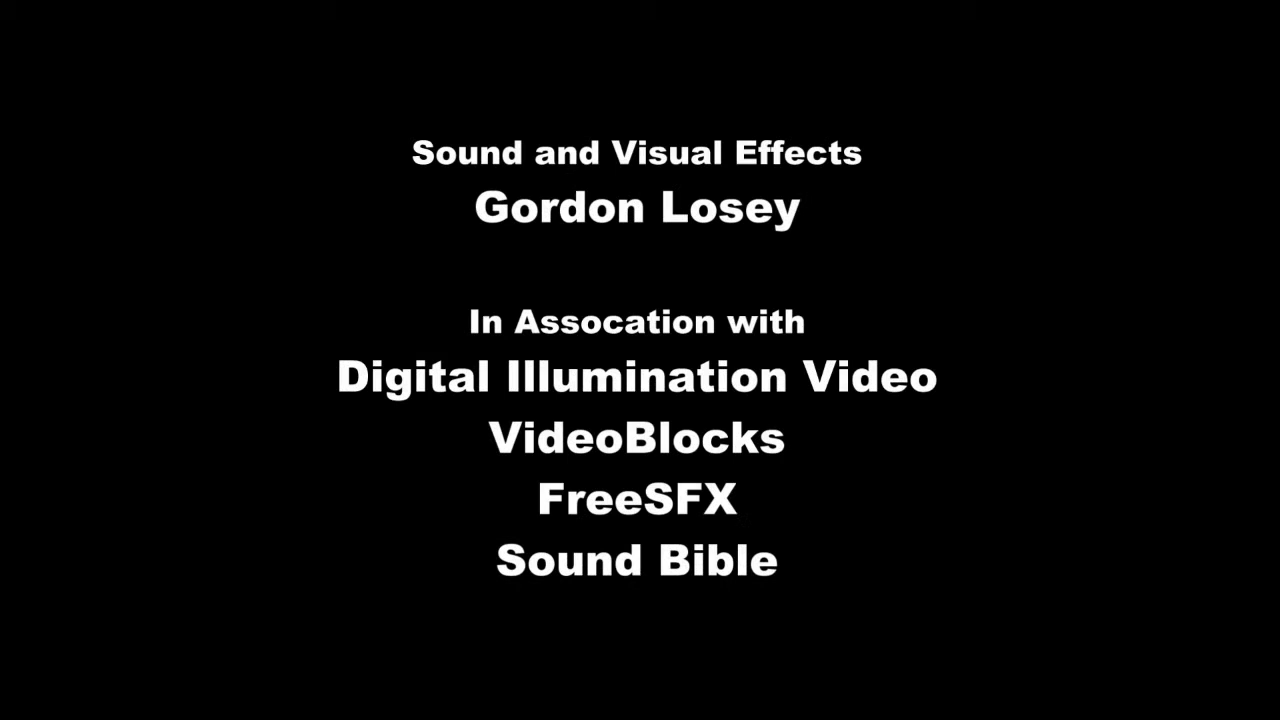 Sound and Visual Effects
Gordon Losey
In Assocation with
Digital Illumination Video
VideoBlocks
FreeSFX
Sound Bible